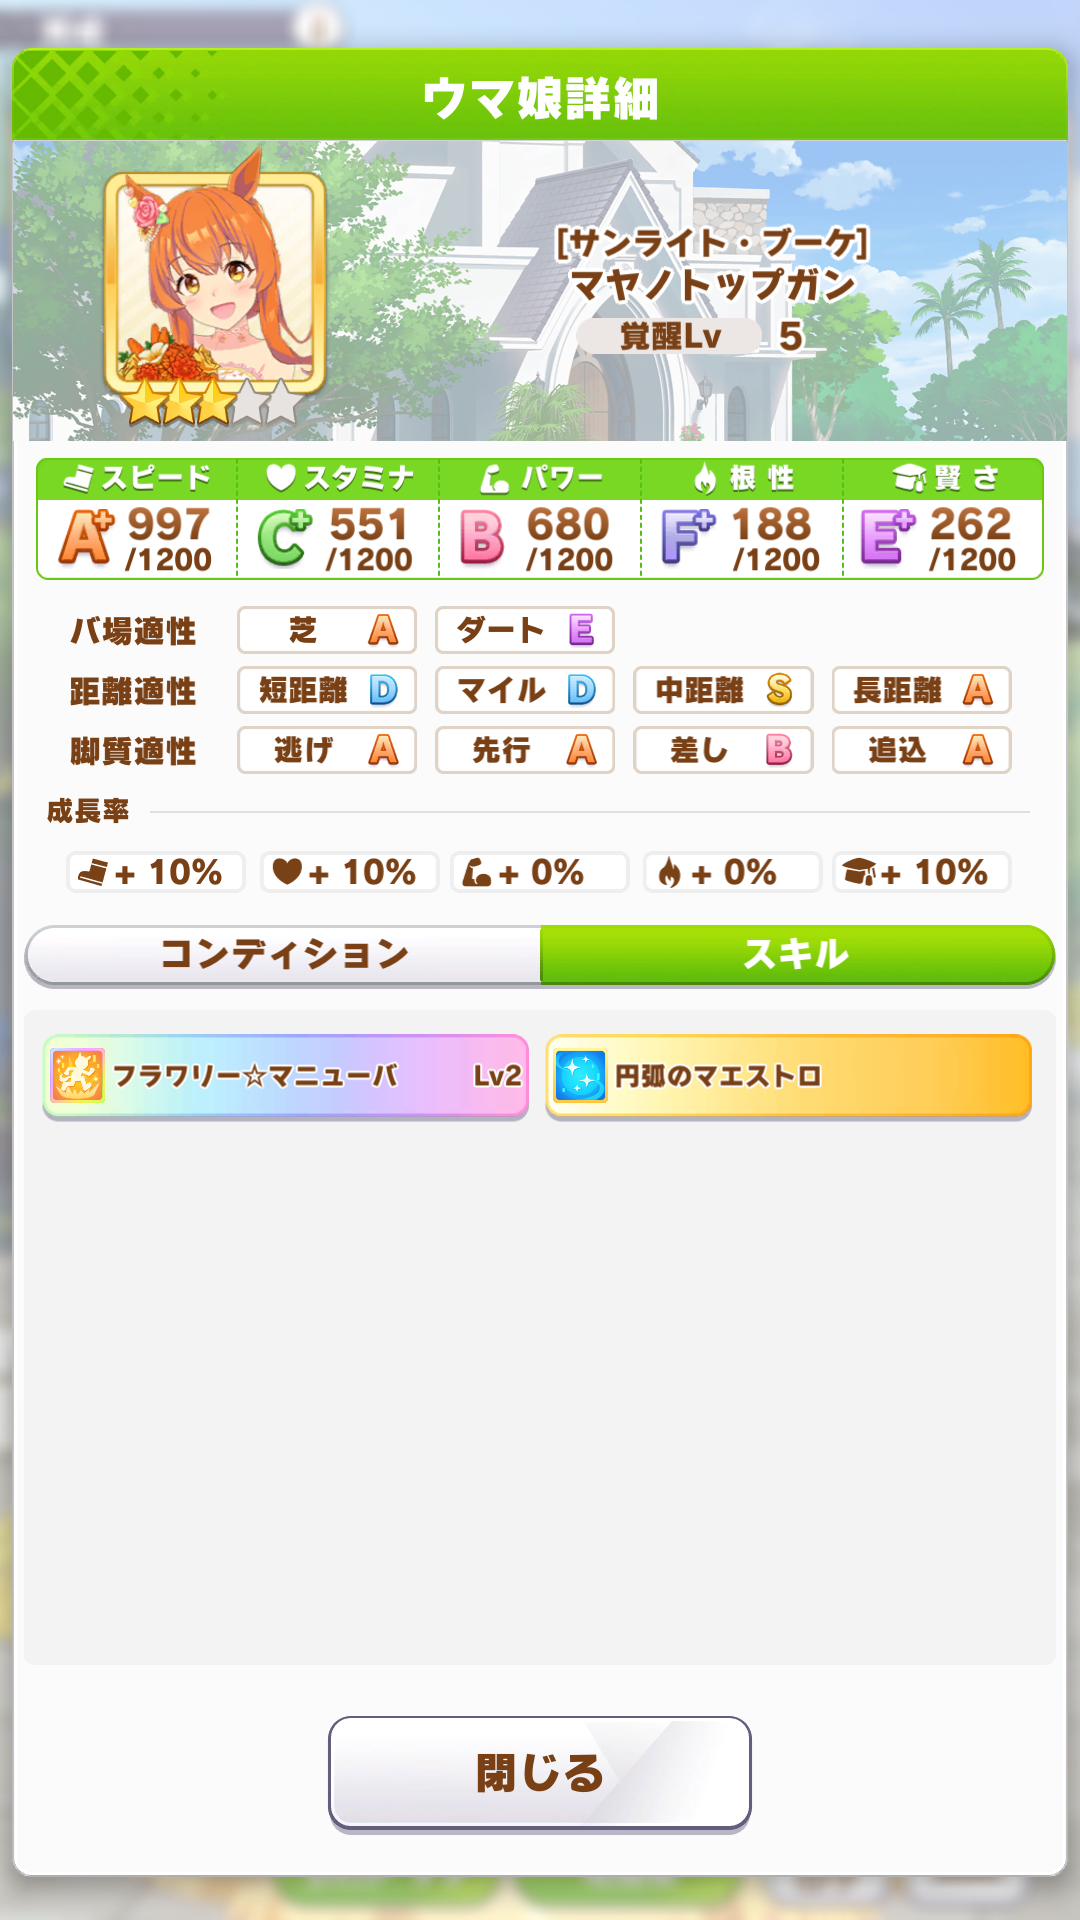 ウマ娘詳細
[サンライト・ブーケ]
マヤノトップガン
覚醒Lv 5
スピード スタミナ パワー 根性 賢さ
A+ 997 C+ 551 B 680 F+ 188 E+ 262
/1200 /1200 /1200 /1200 /1200
バ場適性 芝 A ダート E
距離適性 短距離 D マイル D 中距離 S 長距離 A
脚質適性 逃げ A 先行 A 差し B 追込 A
成長率
+ 10% + 10% + 0% + 0% + 10%
コンディション スキル
フラワリー☆マニューバ Lv2 円弧のマエストロ
閉じる